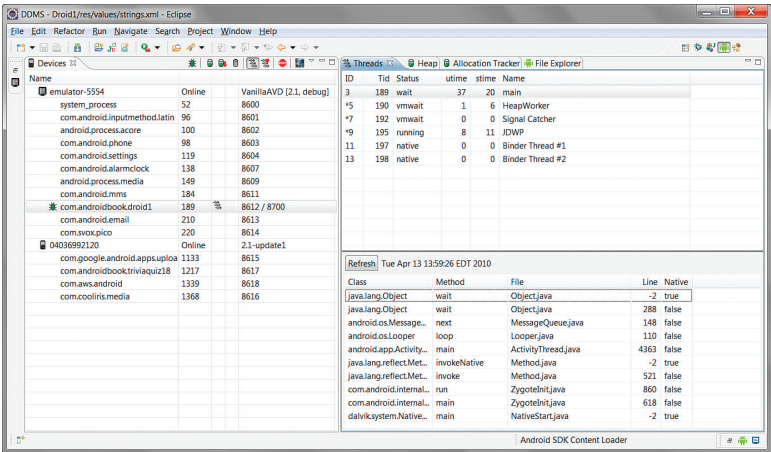 DDMS - Droid1/res/values/strings.xml - Eclipse
File Edit Refactor Run Navigate Search Project Window Help
Devices
Name
emulator-5554 Online VanillaAVD [2.1, debug]
system_process 52 8600
com.android.inputmethod.latin 96 8601
android.process.acore 100 8602
com.android.phone 98 8603
com.android.settings 119 8604
com.android.alarmclock 138 8607
android.process.media 149 8609
com.android.mms 184 8611
com.androidbook.droid1 189 8612 / 8700
com.android.email 210 8613
com.svox.pico 220 8614
04036992120 Online 2.1-update1
com.google.android.apps.uploa 1133 8615
com.androidbook.triviaquiz18 1217 8617
com.aws.android 1339 8618
com.cooliris.media 1368 8616
Threads Heap Allocation Tracker File Explorer
ID Tid Status utime stime Name
3 189 wait 37 20 main
*5 190 vmwait 1 6 HeapWorker
*7 192 vmwait 0 0 Signal Catcher
*9 195 running 8 11 JDWP
11 197 native 0 0 Binder Thread #1
13 198 native 0 0 Binder Thread #2
Refresh Tue Apr 13 13:59:26 EDT 2010
Class Method File Line Native
java.lang.Object wait Object.java -2 true
java.lang.Object wait Object.java 288 false
android.os.Message... next MessageQueue.java 148 false
android.os.Looper loop Looper.java 110 false
android.app.Activity... main ActivityThread.java 4363 false
java.lang.reflect.Met... invokeNative Method.java -2 true
java.lang.reflect.Met... invoke Method.java 521 false
com.android.internal... run ZygoteInit.java 860 false
com.android.internal... main ZygoteInit.java 618 false
dalvik.system.Native... main NativeStart.java -2 true
Android SDK Content Loader